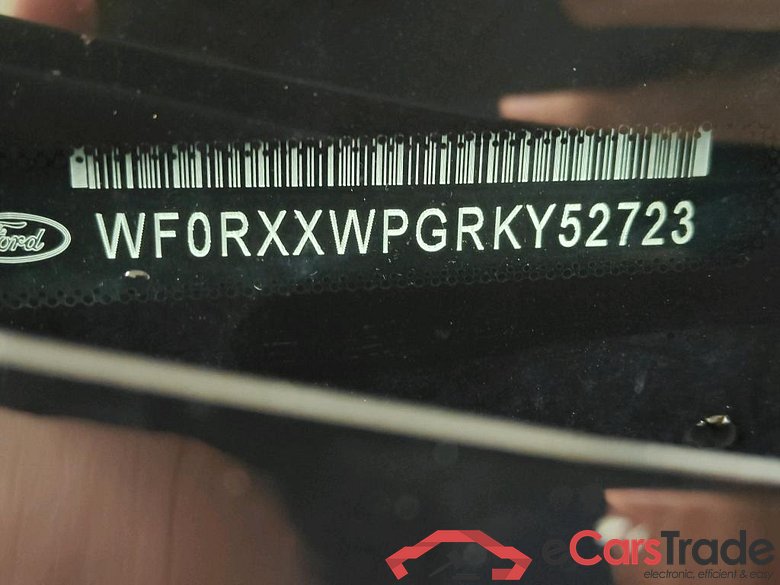 Ford
WF0RXXWPGRKY52723
eCarsTrade
electronic, efficient & easy